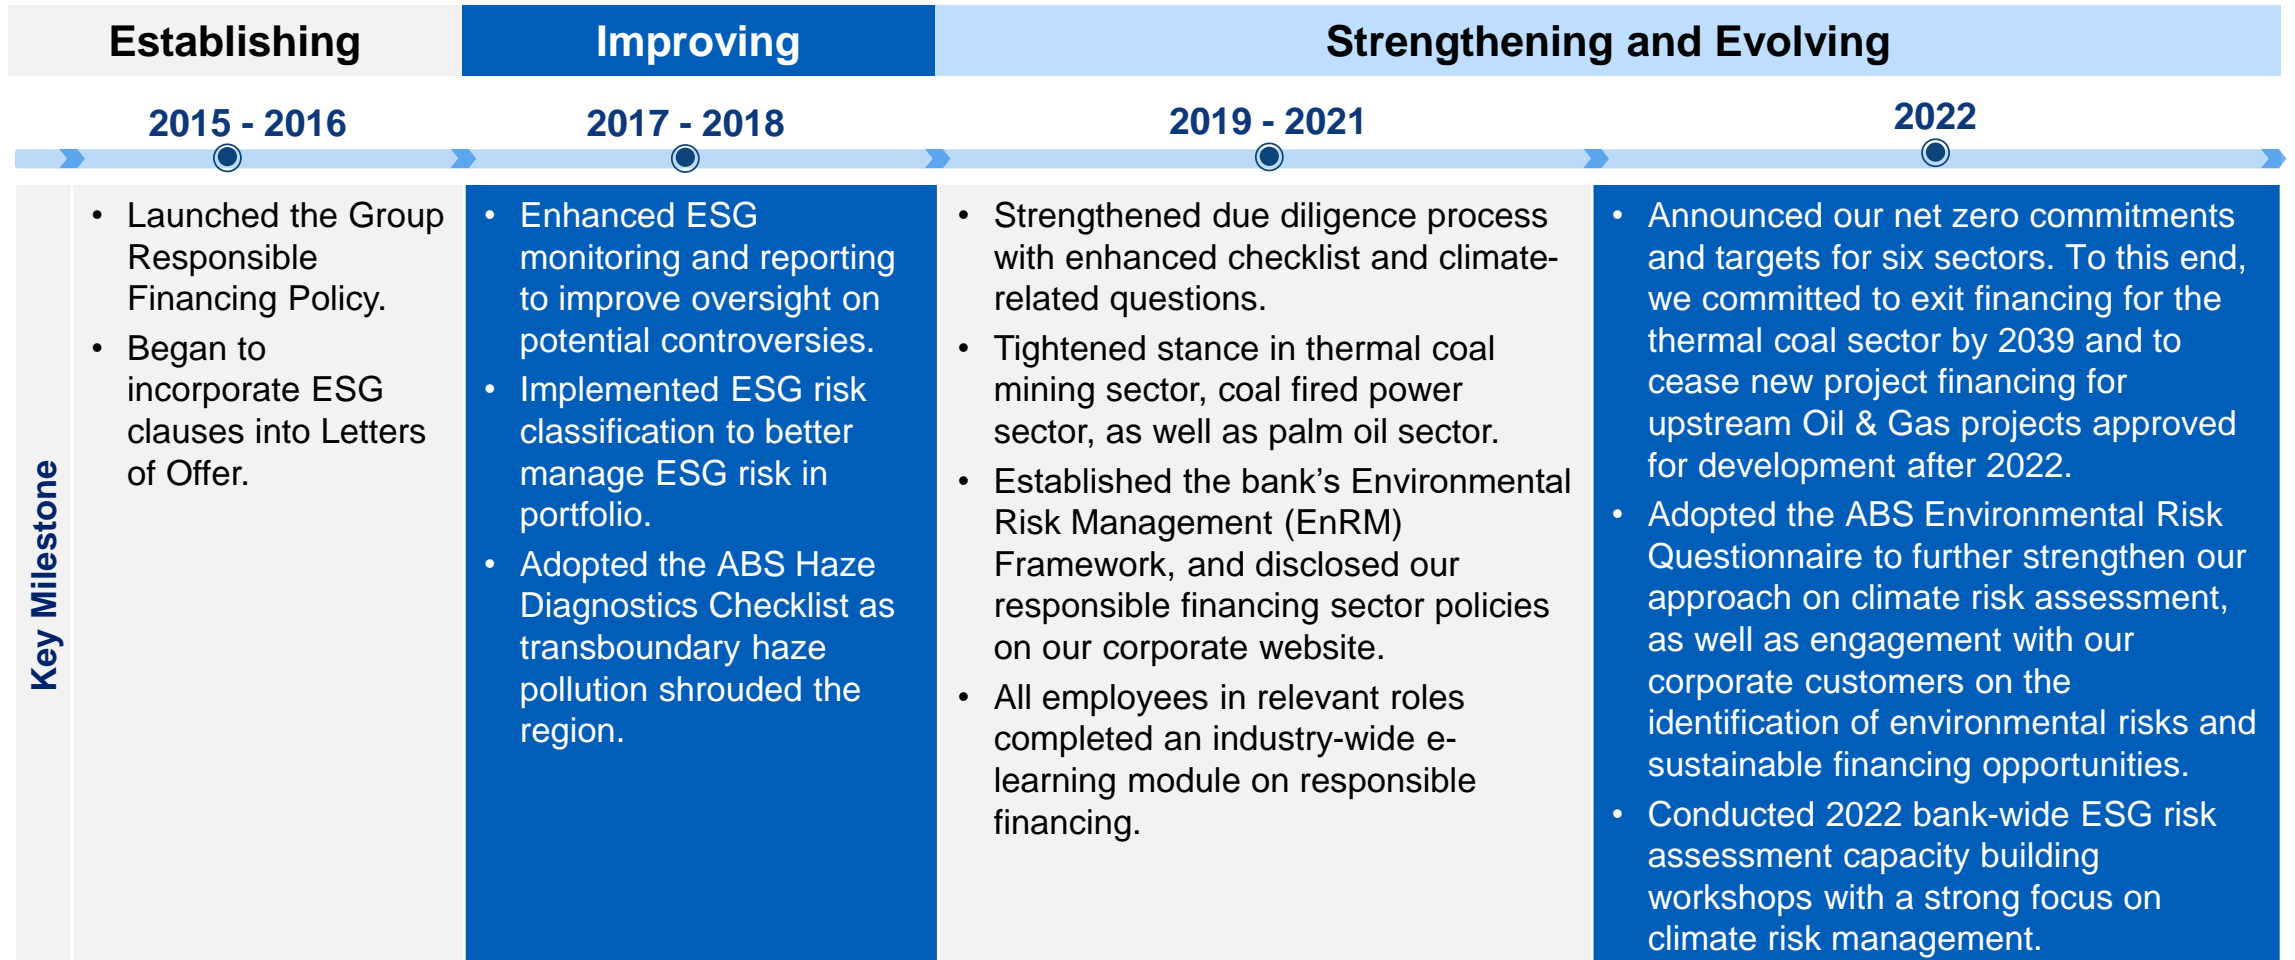 Establishing
Improving
Strengthening and Evolving
2015 - 2016
2017 - 2018
2019 - 2021
2022
Key Milestone
• Launched the Group
Responsible
Financing Policy.
• Began to
incorporate ESG
clauses into Letters
of Offer.
• Enhanced ESG
monitoring and reporting
to improve oversight on
potential controversies.
• Implemented ESG risk
classification to better
manage ESG risk in
portfolio.
• Adopted the ABS Haze
Diagnostics Checklist as
transboundary haze
pollution shrouded the
region.
• Strengthened due diligence process
with enhanced checklist and climate-
related questions.
• Tightened stance in thermal coal
mining sector, coal fired power
sector, as well as palm oil sector.
• Established the bank’s Environmental
Risk Management (EnRM)
Framework, and disclosed our
responsible financing sector policies
on our corporate website.
• All employees in relevant roles
completed an industry-wide e-
learning module on responsible
financing.
• Announced our net zero commitments
and targets for six sectors. To this end,
we committed to exit financing for the
thermal coal sector by 2039 and to
cease new project financing for
upstream Oil & Gas projects approved
for development after 2022.
• Adopted the ABS Environmental Risk
Questionnaire to further strengthen our
approach on climate risk assessment,
as well as engagement with our
corporate customers on the
identification of environmental risks and
sustainable financing opportunities.
• Conducted 2022 bank-wide ESG risk
assessment capacity building
workshops with a strong focus on
climate risk management.